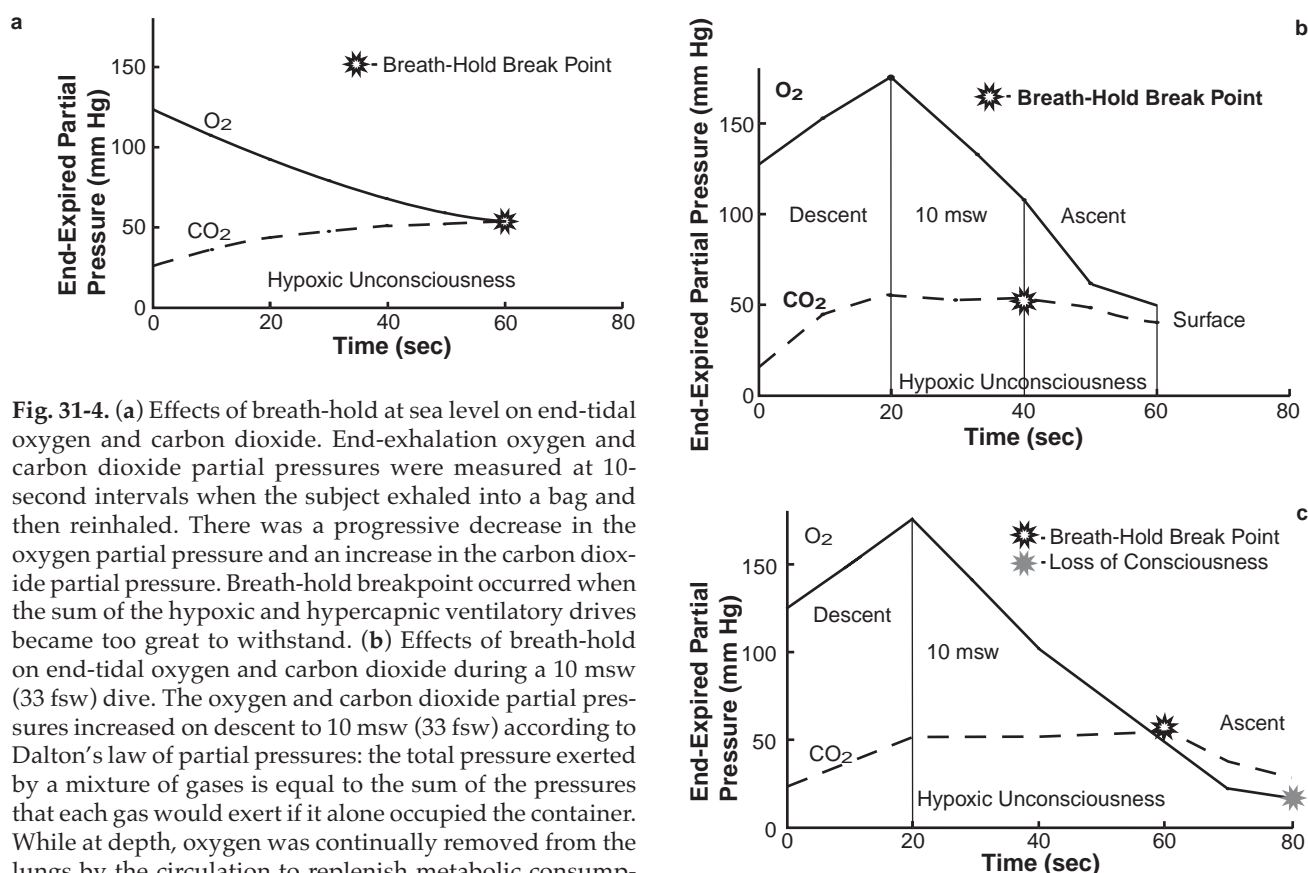 a
150
100
50
0
0
20
40
60
80
End-Expired Partial
Pressure (mm Hg)
Breath-Hold Break Point
O2
CO2
Hypoxic Unconsciousness
Time (sec)
Fig. 31-4. (a) Effects of breath-hold at sea level on end-tidal
oxygen and carbon dioxide. End-exhalation oxygen and
carbon dioxide partial pressures were measured at 10-
second intervals when the subject exhaled into a bag and
then reinhaled. There was a progressive decrease in the
oxygen partial pressure and an increase in the carbon diox-
ide partial pressure. Breath-hold breakpoint occurred when
the sum of the hypoxic and hypercapnic ventilatory drives
became too great to withstand. (b) Effects of breath-hold
on end-tidal oxygen and carbon dioxide during a 10 msw
(33 fsw) dive. The oxygen and carbon dioxide partial pres-
sures increased on descent to 10 msw (33 fsw) according to
Dalton's law of partial pressures: the total pressure exerted
by a mixture of gases is equal to the sum of the pressures
that each gas would exert if it alone occupied the container.
While at depth, oxygen was continually removed from the
lungs by the circulation to replenish metabolic consump-
b
End-Expired Partial Pressure (mm Hg)
150
100
50
0
0
20
40
60
80
O2
Breath-Hold Break Point
Descent
10 msw
Ascent
CO2
Surface
Hypoxic Unconsciousness
Time (sec)
c
End-Expired Partial
Pressure (mm Hg)
150
100
50
0
0
20
40
60
80
O2
Breath-Hold Break Point
Loss of Consciousness
Descent
10 msw
Ascent
CO2
Hypoxic Unconsciousness
Time (sec)